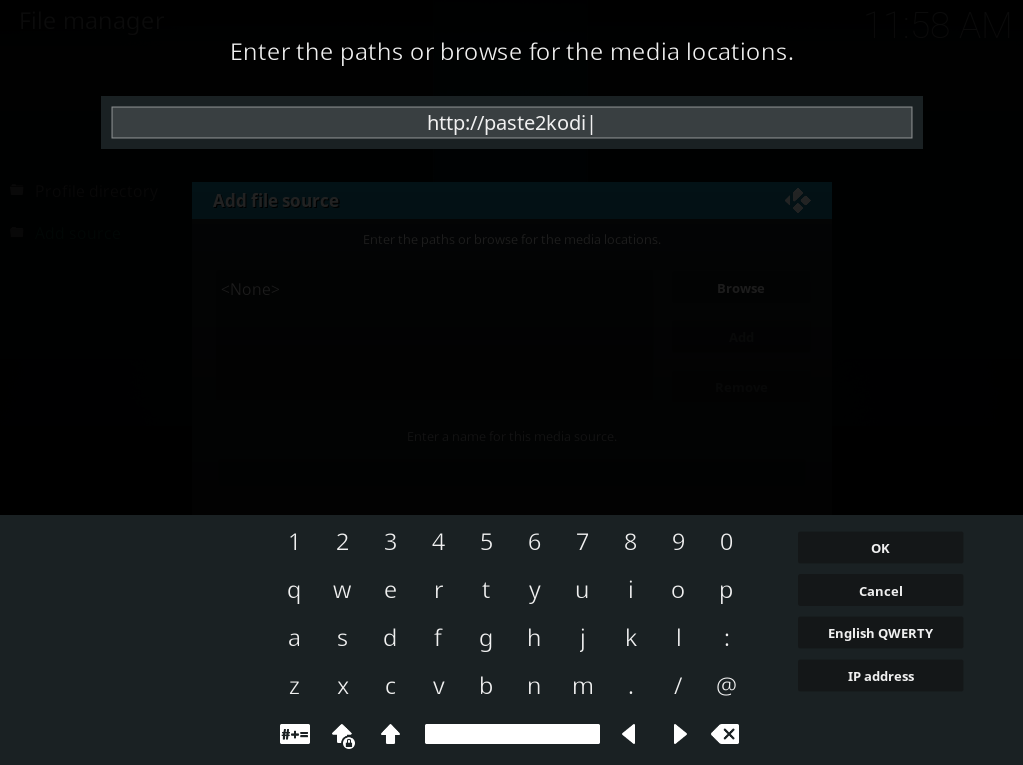 File manager
11:58 AM
Enter the paths or browse for the media locations.
http://paste2kodi|
Profile directory
Add source
Add file source
Enter the paths or browse for the media locations.
<None>
Browse
Add
Remove
Enter a name for this media source.
1 2 3 4 5 6 7 8 9 0
OK
q w e r t y u i o p
Cancel
a s d f g h j k l :
English QWERTY
z x c v b n m . / @
IP address
#+=